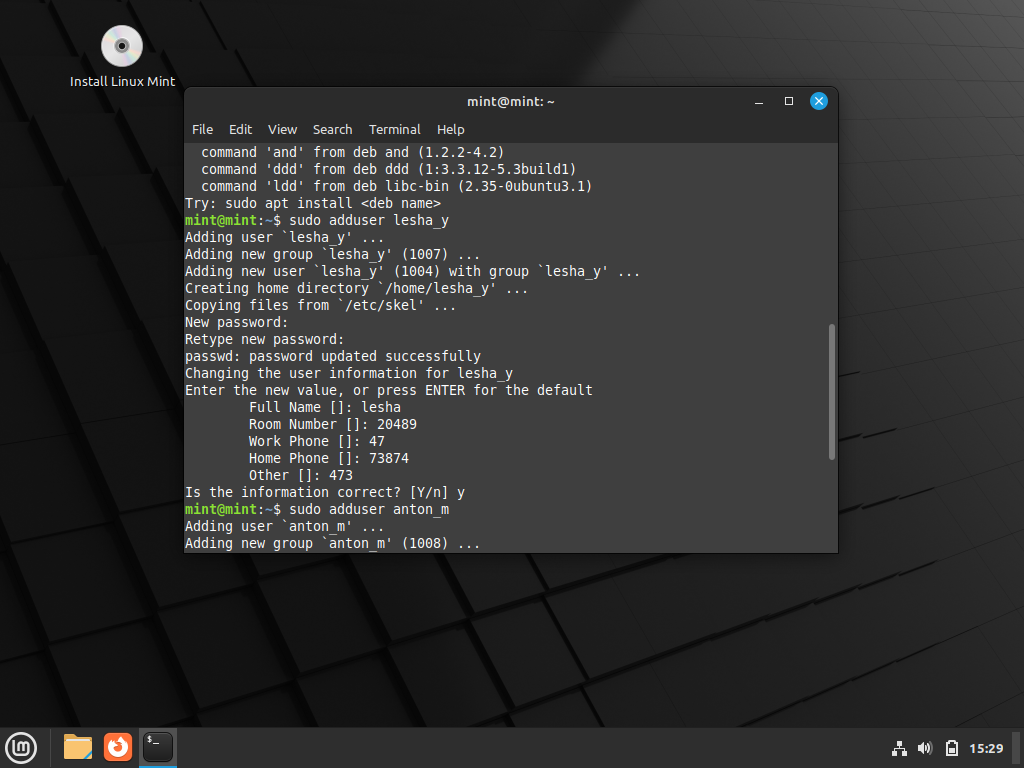 Install Linux Mint
mint@mint: ~
File Edit View Search Terminal Help
  command 'and' from deb and (1.2.2-4.2)
  command 'ddd' from deb ddd (1:3.3.12-5.3build1)
  command 'ldd' from deb libc-bin (2.35-0ubuntu3.1)
Try: sudo apt install <deb name>
mint@mint:~$ sudo adduser lesha_y
Adding user `lesha_y' ...
Adding new group `lesha_y' (1007) ...
Adding new user `lesha_y' (1004) with group `lesha_y' ...
Creating home directory `/home/lesha_y' ...
Copying files from `/etc/skel' ...
New password:
Retype new password:
passwd: password updated successfully
Changing the user information for lesha_y
Enter the new value, or press ENTER for the default
        Full Name []: lesha
        Room Number []: 20489
        Work Phone []: 47
        Home Phone []: 73874
        Other []: 473
Is the information correct? [Y/n] y
mint@mint:~$ sudo adduser anton_m
Adding user `anton_m' ...
Adding new group `anton_m' (1008) ...
15:29